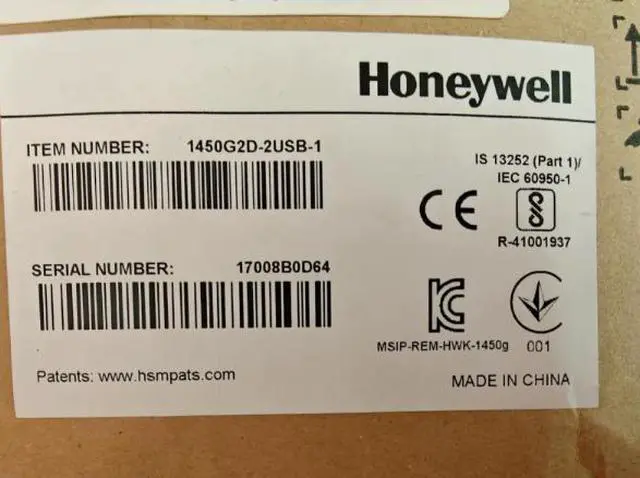 Honeywell
ITEM NUMBER: 1450G2D-2USB-1
IS 13252 (Part 1)/
IEC 60950-1
CE
R-41001937
SERIAL NUMBER: 17008B0D64
MSIP-REM-HWK-1450g
001
Patents: www.hsmpats.com
MADE IN CHINA